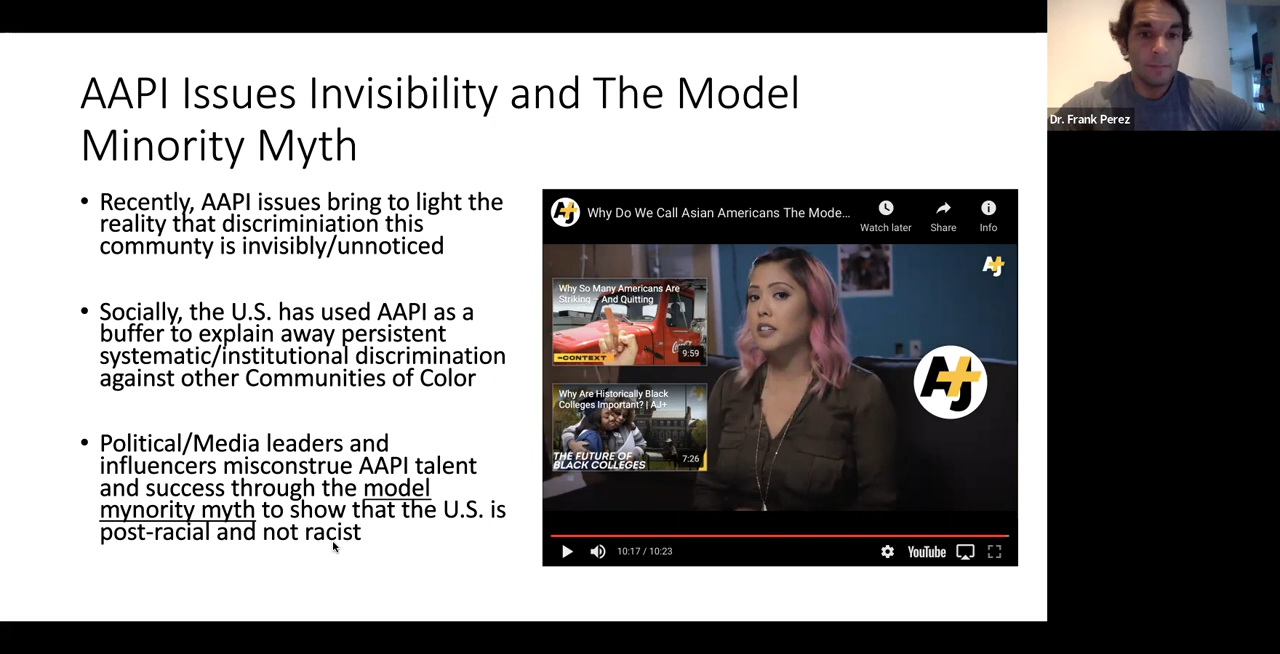 AAPI Issues Invisibility and The Model
Minority Myth
• Recently, AAPI issues bring to light the
reality that discriminiation this
communty is invisibly/unnoticed
• Socially, the U.S. has used AAPI as a
buffer to explain away persistent
systematic/institutional discrimination
against other Communities of Color
• Political/Media leaders and
influencers misconstrue AAPI talent
and success through the model
mynority myth to show that the U.S. is
post-racial and not racist
AJ+
Why Do We Call Asian Americans The Mode...
Watch later
Share
Info
AJ+
Why So Many Americans Are
Striking – And Quitting
CONTEXT
9:59
Why Are Historically Black
Colleges Important? | AJ+
THE FUTURE OF
BLACK COLLEGES
7:26
AJ+
10:17 / 10:23
YouTube
Dr. Frank Perez